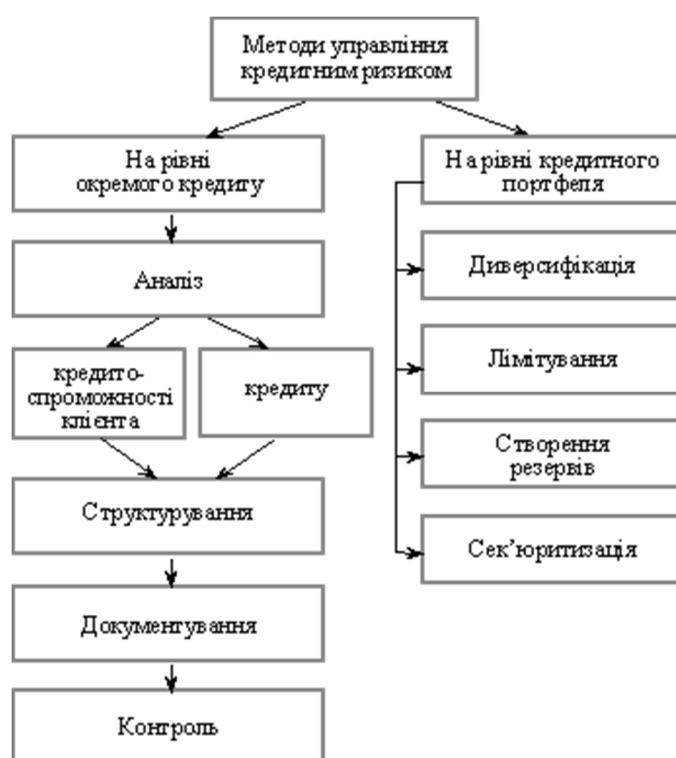 Методи управління
кредитним ризиком
На рівні
окремого кредиту
На рівні кредитного
портфеля
Аналіз
кредито-
спроможності
клієнта
кредиту
Структурування
Документування
Контроль
Диверсифікація
Лімітування
Створення
резервів
Сек’юритизація